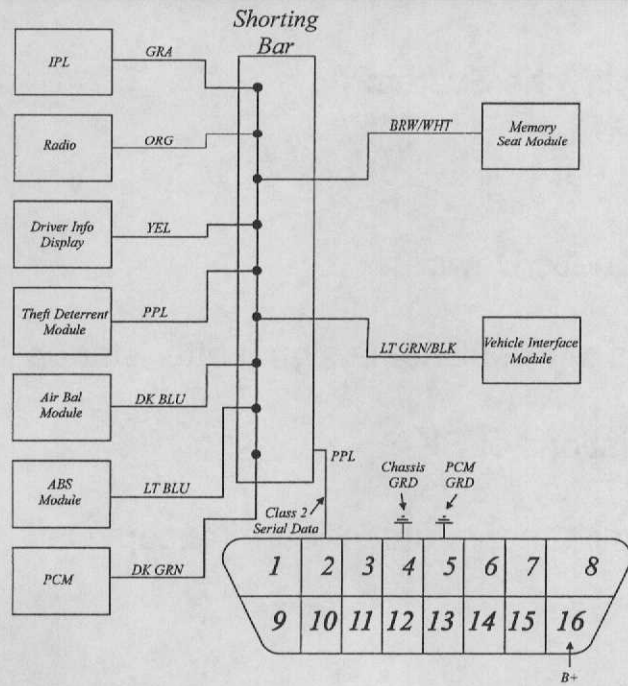 Shorting
Bar
IPL
GRA
Radio
ORG
BRW/WHT
Memory
Seat Module
Driver Info
Display
YEL
Theft Deterrent
Module
PPL
LT GRN/BLK
Vehicle Interface
Module
Air Bal
Module
DK BLU
ABS
Module
LT BLU
PPL
Chassis
GRD
PCM
GRD
Class 2
Serial Data
PCM
DK GRN
1 2 3 4 5 6 7 8
9 10 11 12 13 14 15 16
B+